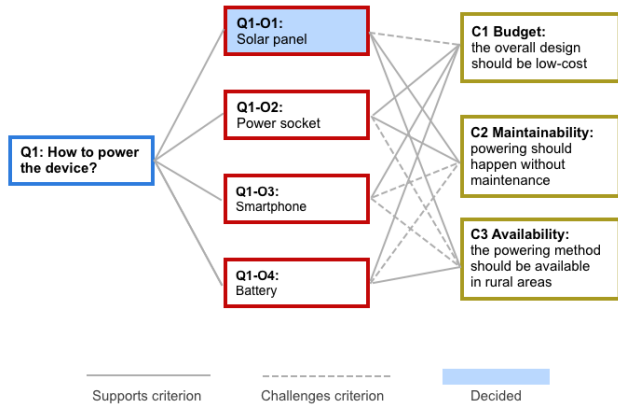 Q1: How to power
the device?
Q1-O1:
Solar panel
Q1-O2:
Power socket
Q1-O3:
Smartphone
Q1-O4:
Battery
C1 Budget:
the overall design
should be low-cost
C2 Maintainability:
powering should
happen without
maintenance
C3 Availability:
the powering method
should be available
in rural areas
Supports criterion
Challenges criterion
Decided